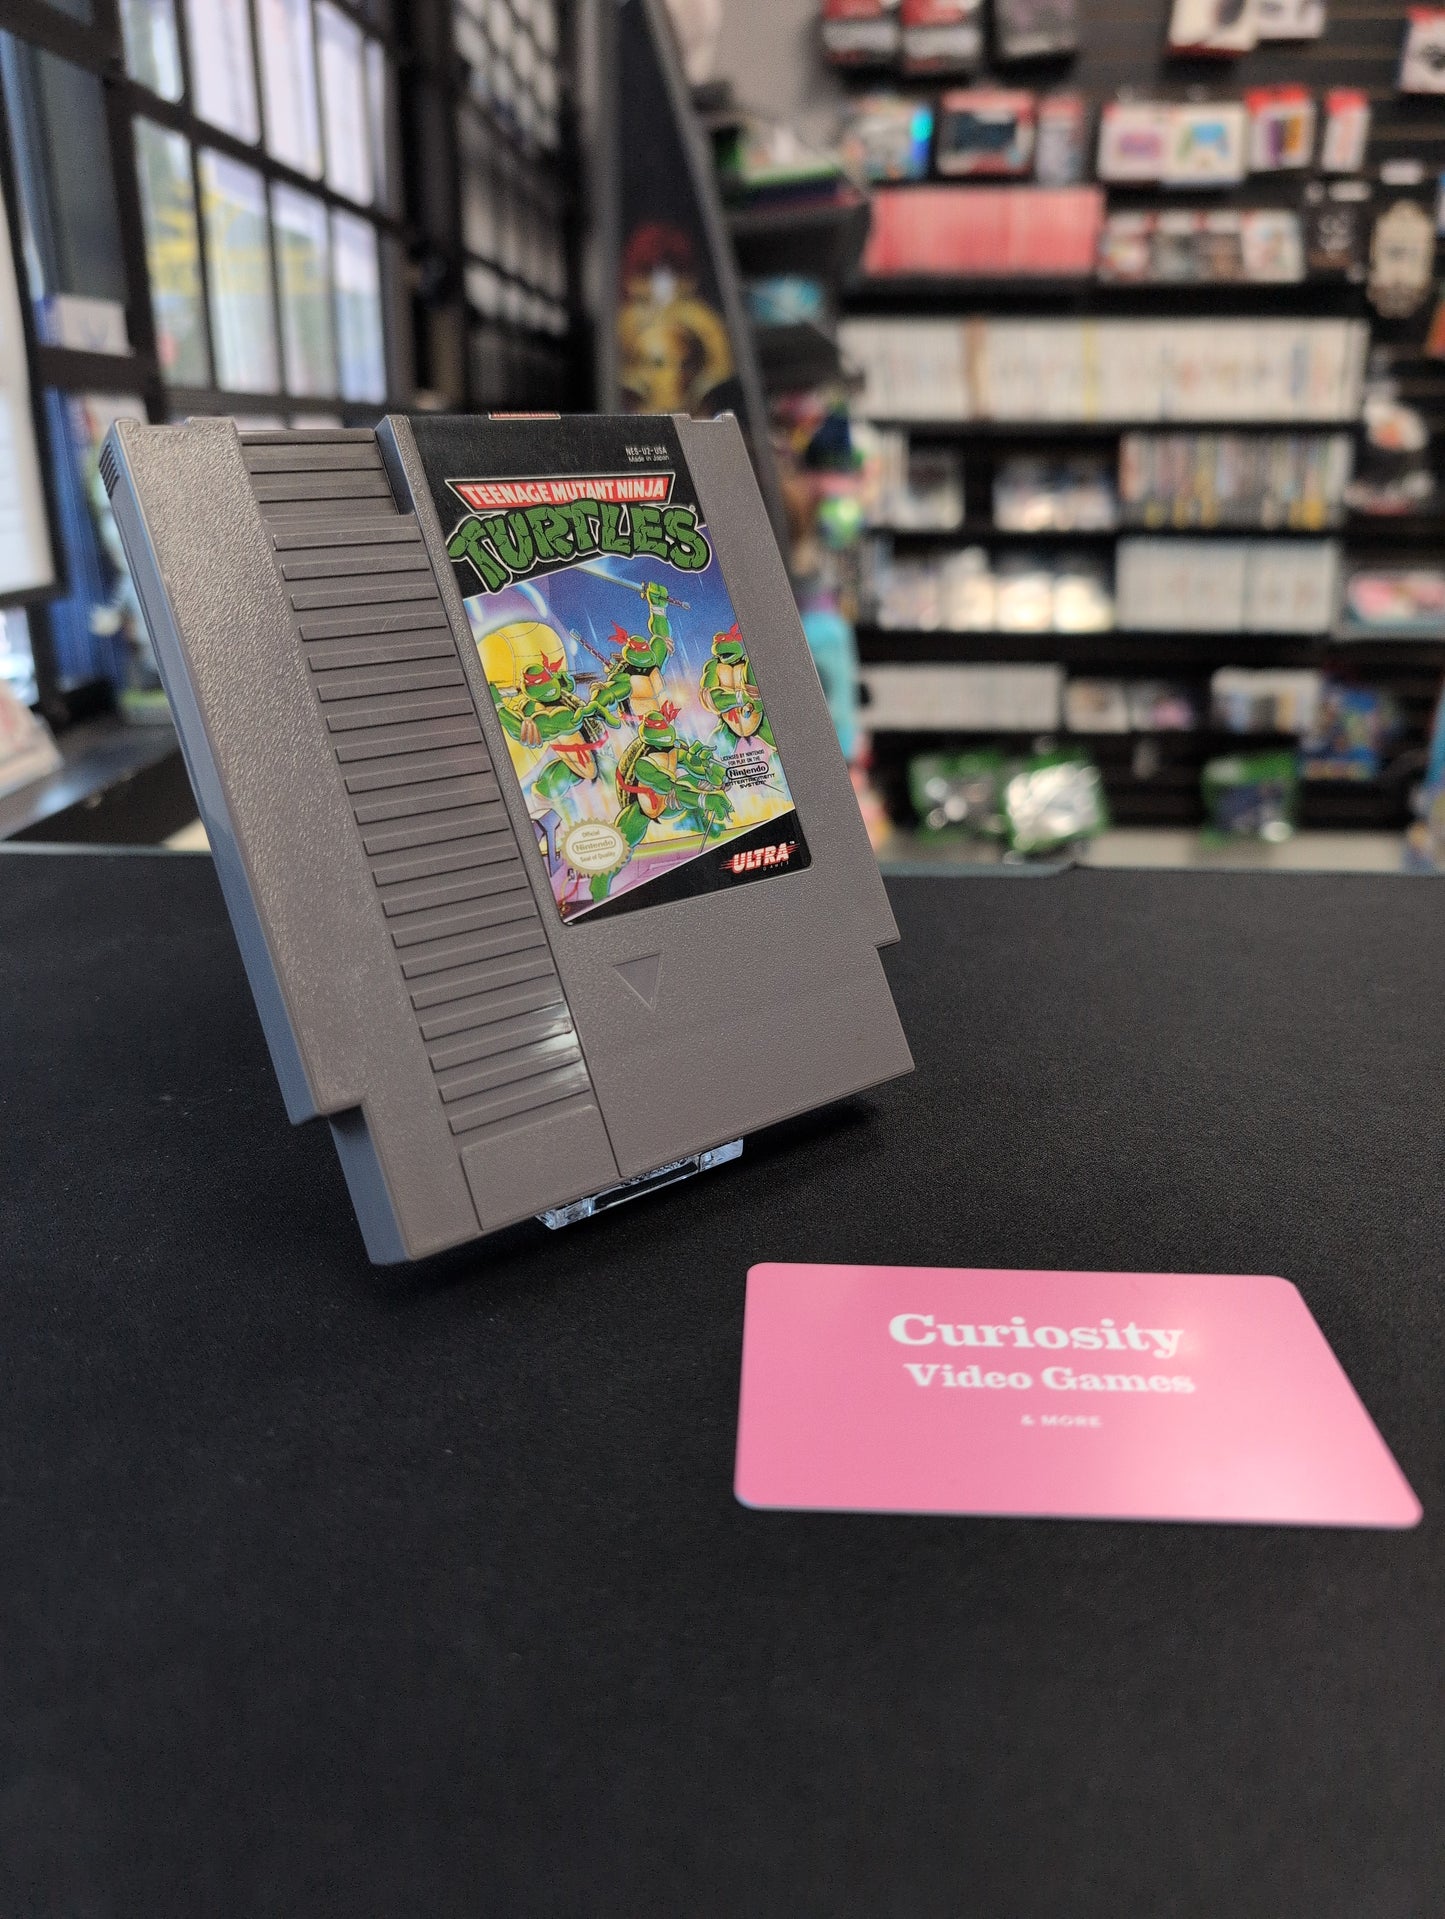 NES-U2-USA
Made in Japan
TEENAGE MUTANT NINJA
TURTLES
LICENSED BY NINTENDO
FOR PLAY ON THE
Nintendo
ENTERTAINMENT
SYSTEM
Official
Nintendo
Seal of Quality
ULTRA
GAMES
Curiosity
Video Games
& MORE